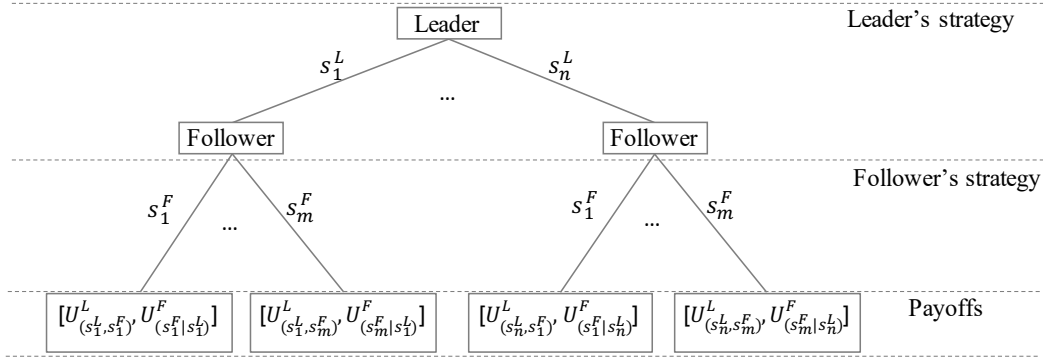 Leader
Leader's strategy
s_1^L
s_n^L
...
Follower
Follower
Follower's strategy
s_1^F
s_m^F
s_1^F
s_m^F
...
...
[U^L_{(s_1^L,s_1^F)}, U^F_{(s_1^F|s_1^L)}]
[U^L_{(s_1^L,s_m^F)}, U^F_{(s_m^F|s_1^L)}]
[U^L_{(s_n^L,s_1^F)}, U^F_{(s_1^F|s_n^L)}]
[U^L_{(s_n^L,s_m^F)}, U^F_{(s_m^F|s_n^L)}]
Payoffs